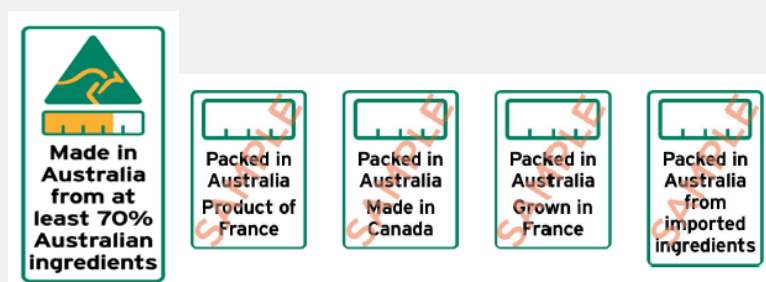 Made in
Australia
from at
least 70%
Australian
ingredients
Packed in
Australia
Product of
France
SAMPLE
Packed in
Australia
Made in
Canada
SAMPLE
Packed in
Australia
Grown in
France
SAMPLE
Packed in
Australia
from
imported
ingredients
SAMPLE